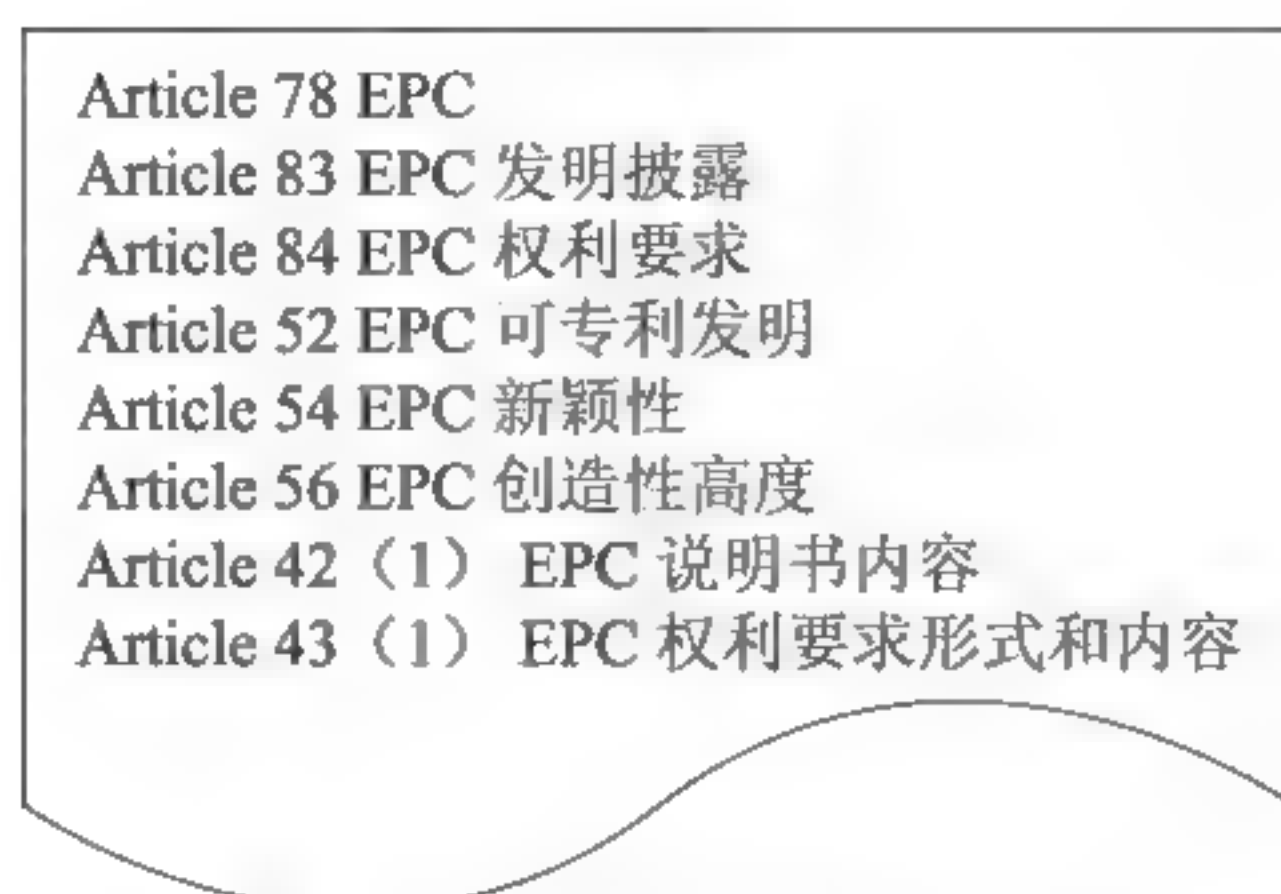 Article 78 EPC
Article 83 EPC 发明披露
Article 84 EPC 权利要求
Article 52 EPC 可专利发明
Article 54 EPC 新颖性
Article 56 EPC 创造性高度
Article 42（1） EPC 说明书内容
Article 43（1） EPC 权利要求形式和内容